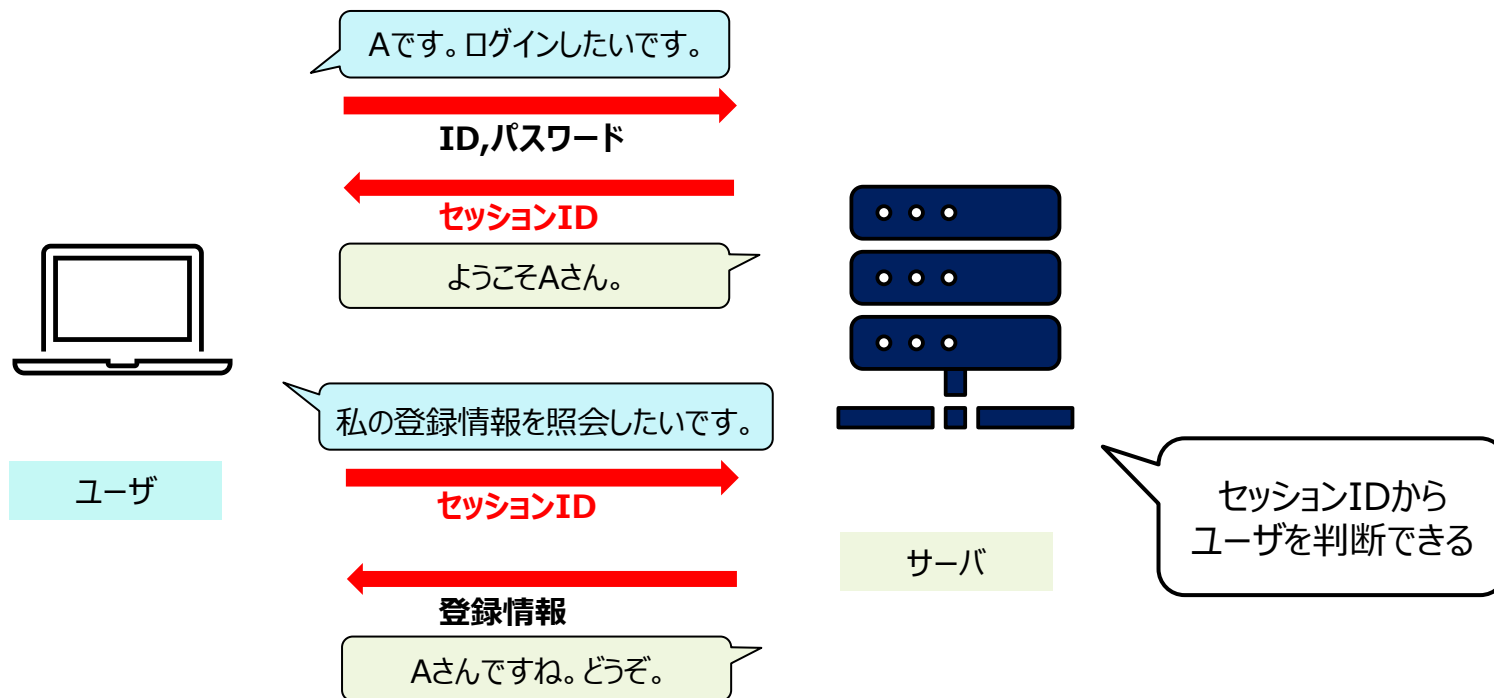 Aです。ログインしたいです。
ID,パスワード
セッションID
ようこそAさん。
私の登録情報を照会したいです。
ユーザ
セッションID
セッションIDから
ユーザを判断できる
サーバ
登録情報
Aさんですね。どうぞ。